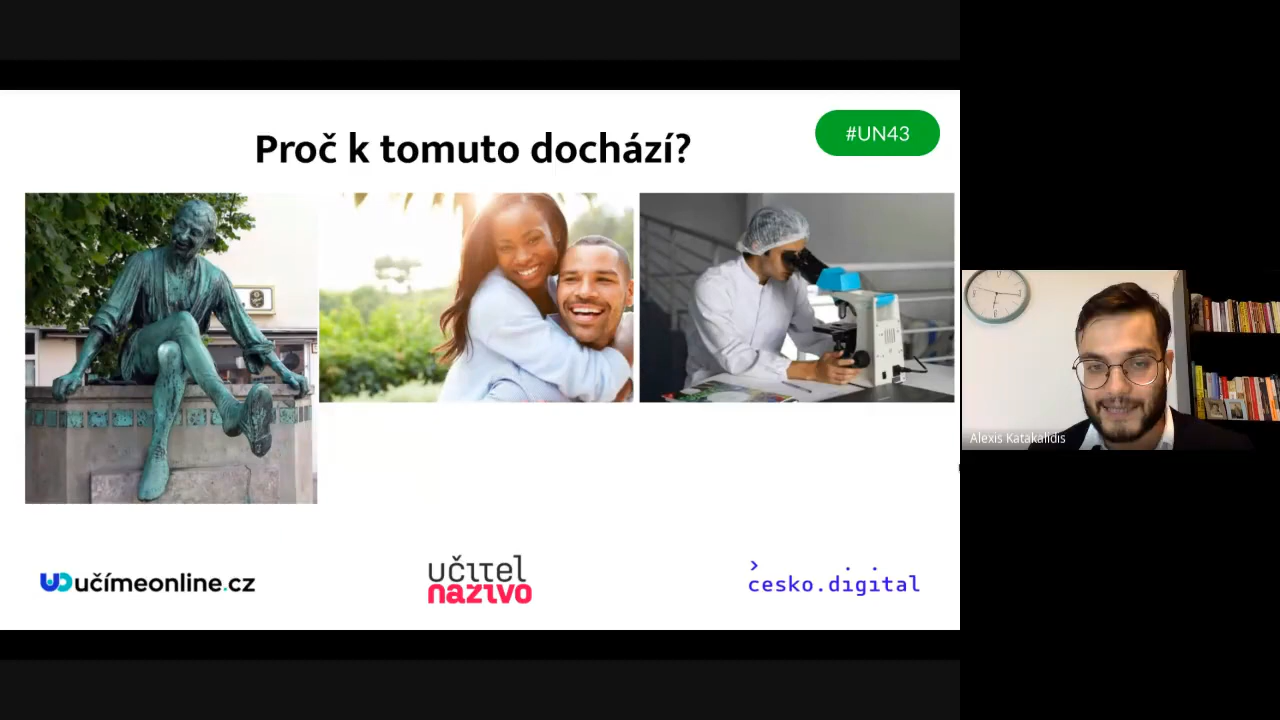 Proč k tomuto dochází?
#UN43
Alexis Katakalidis
učímeonline.cz
učitel
naživo
cesko.digital